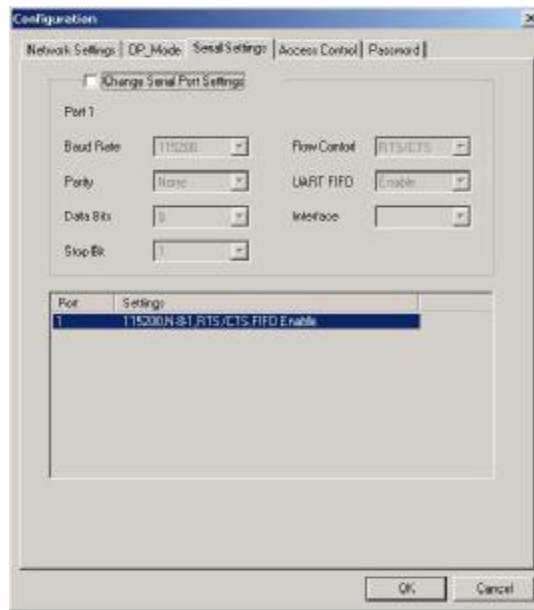 Configuration
Network Settings OP_Mode Serial Settings Access Control Password
Change Serial Port Settings
Port 1
Baud Rate 115200 Flow Control RTS/CTS
Parity None UART FIFO Enable
Data Bits 8 Interface
Stop Bit 1
Port Settings
1 115200,N-8-1,RTS/CTS,FIFO Enable
OK Cancel